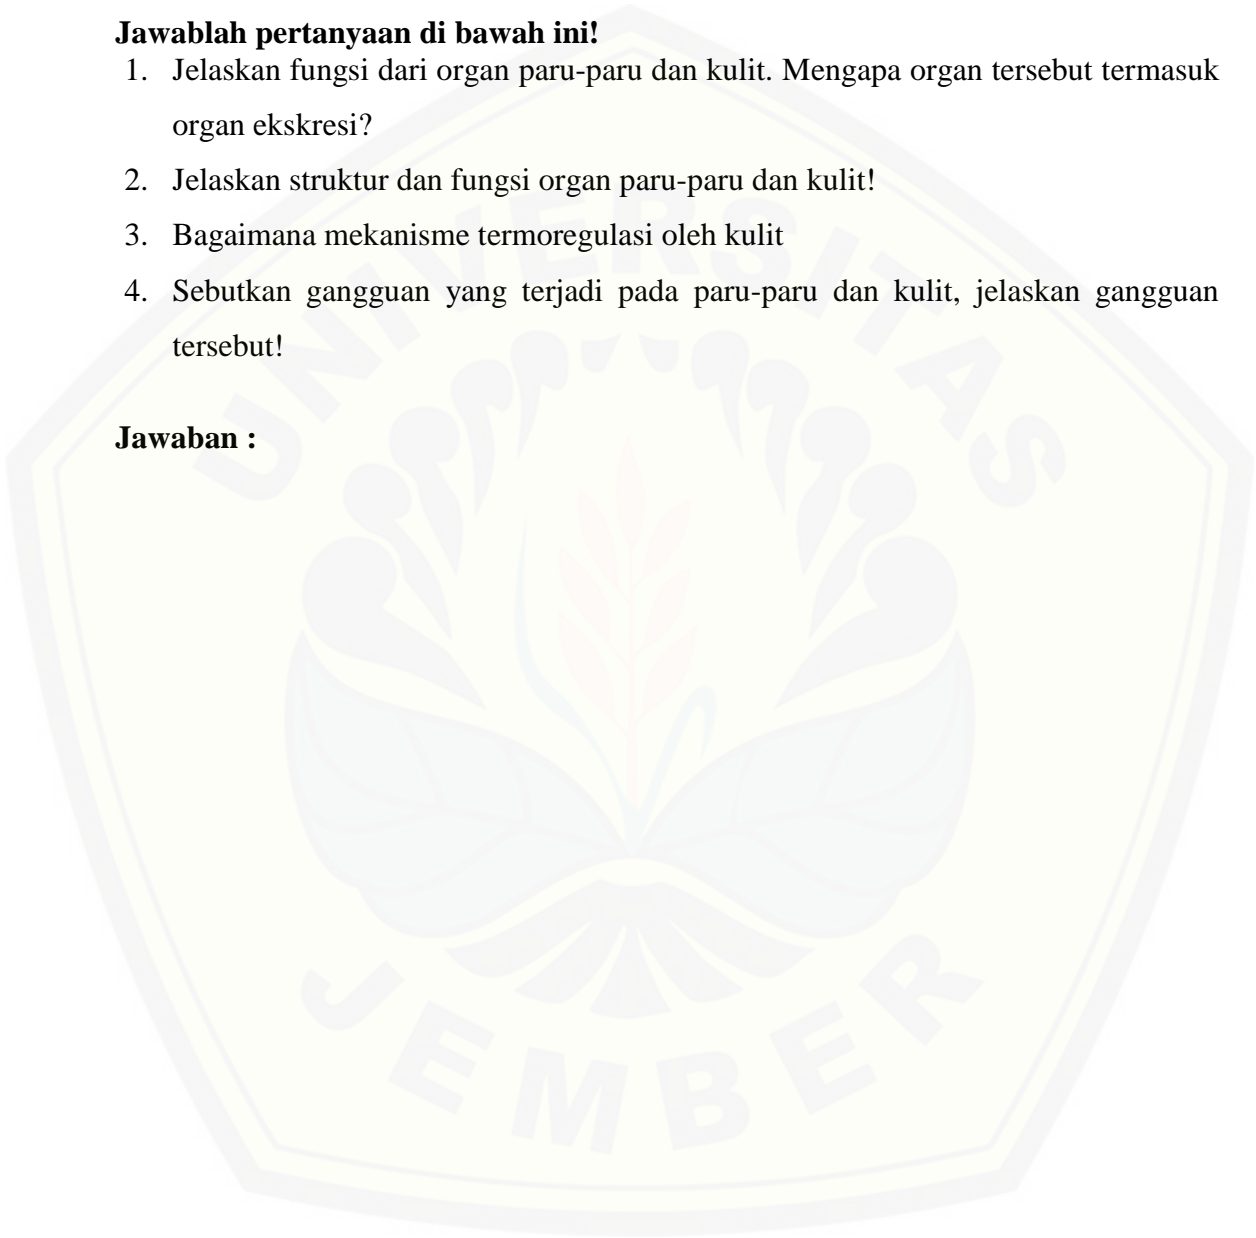 Jawablah pertanyaan di bawah ini!
1. Jelaskan fungsi dari organ paru-paru dan kulit. Mengapa organ tersebut termasuk
organ ekskresi?
2. Jelaskan struktur dan fungsi organ paru-paru dan kulit!
3. Bagaimana mekanisme termoregulasi oleh kulit
4. Sebutkan gangguan yang terjadi pada paru-paru dan kulit, jelaskan gangguan
tersebut!
Jawaban :
UNIVERSITAS
JEMBER